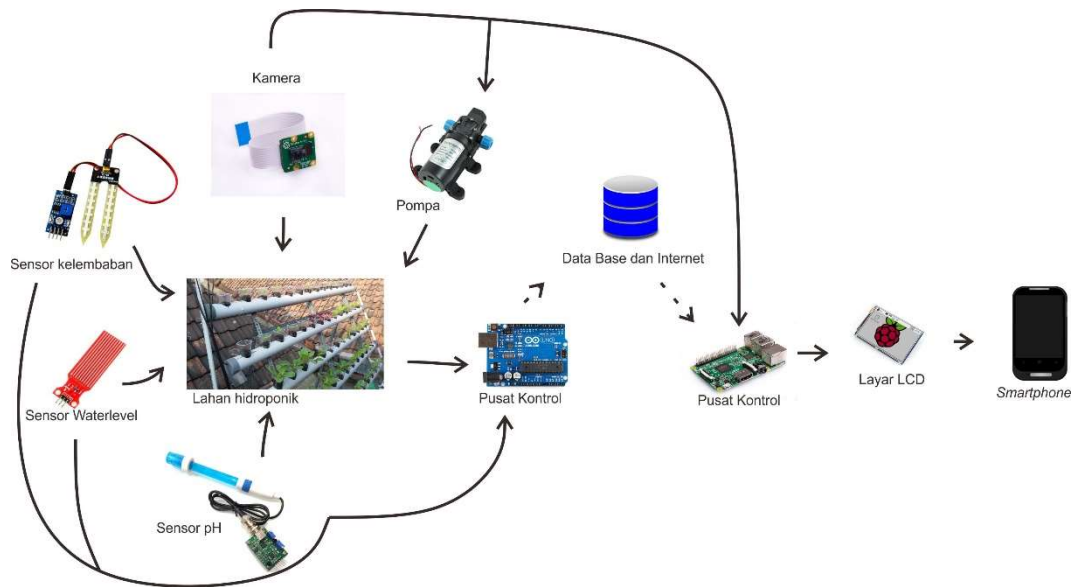 Kamera
Pompa
Sensor kelembaban
Data Base dan Internet
Sensor Waterlevel
Lahan hidroponik
UNO
Pusat Kontrol
Pusat Kontrol
Layar LCD
Smartphone
Sensor pH